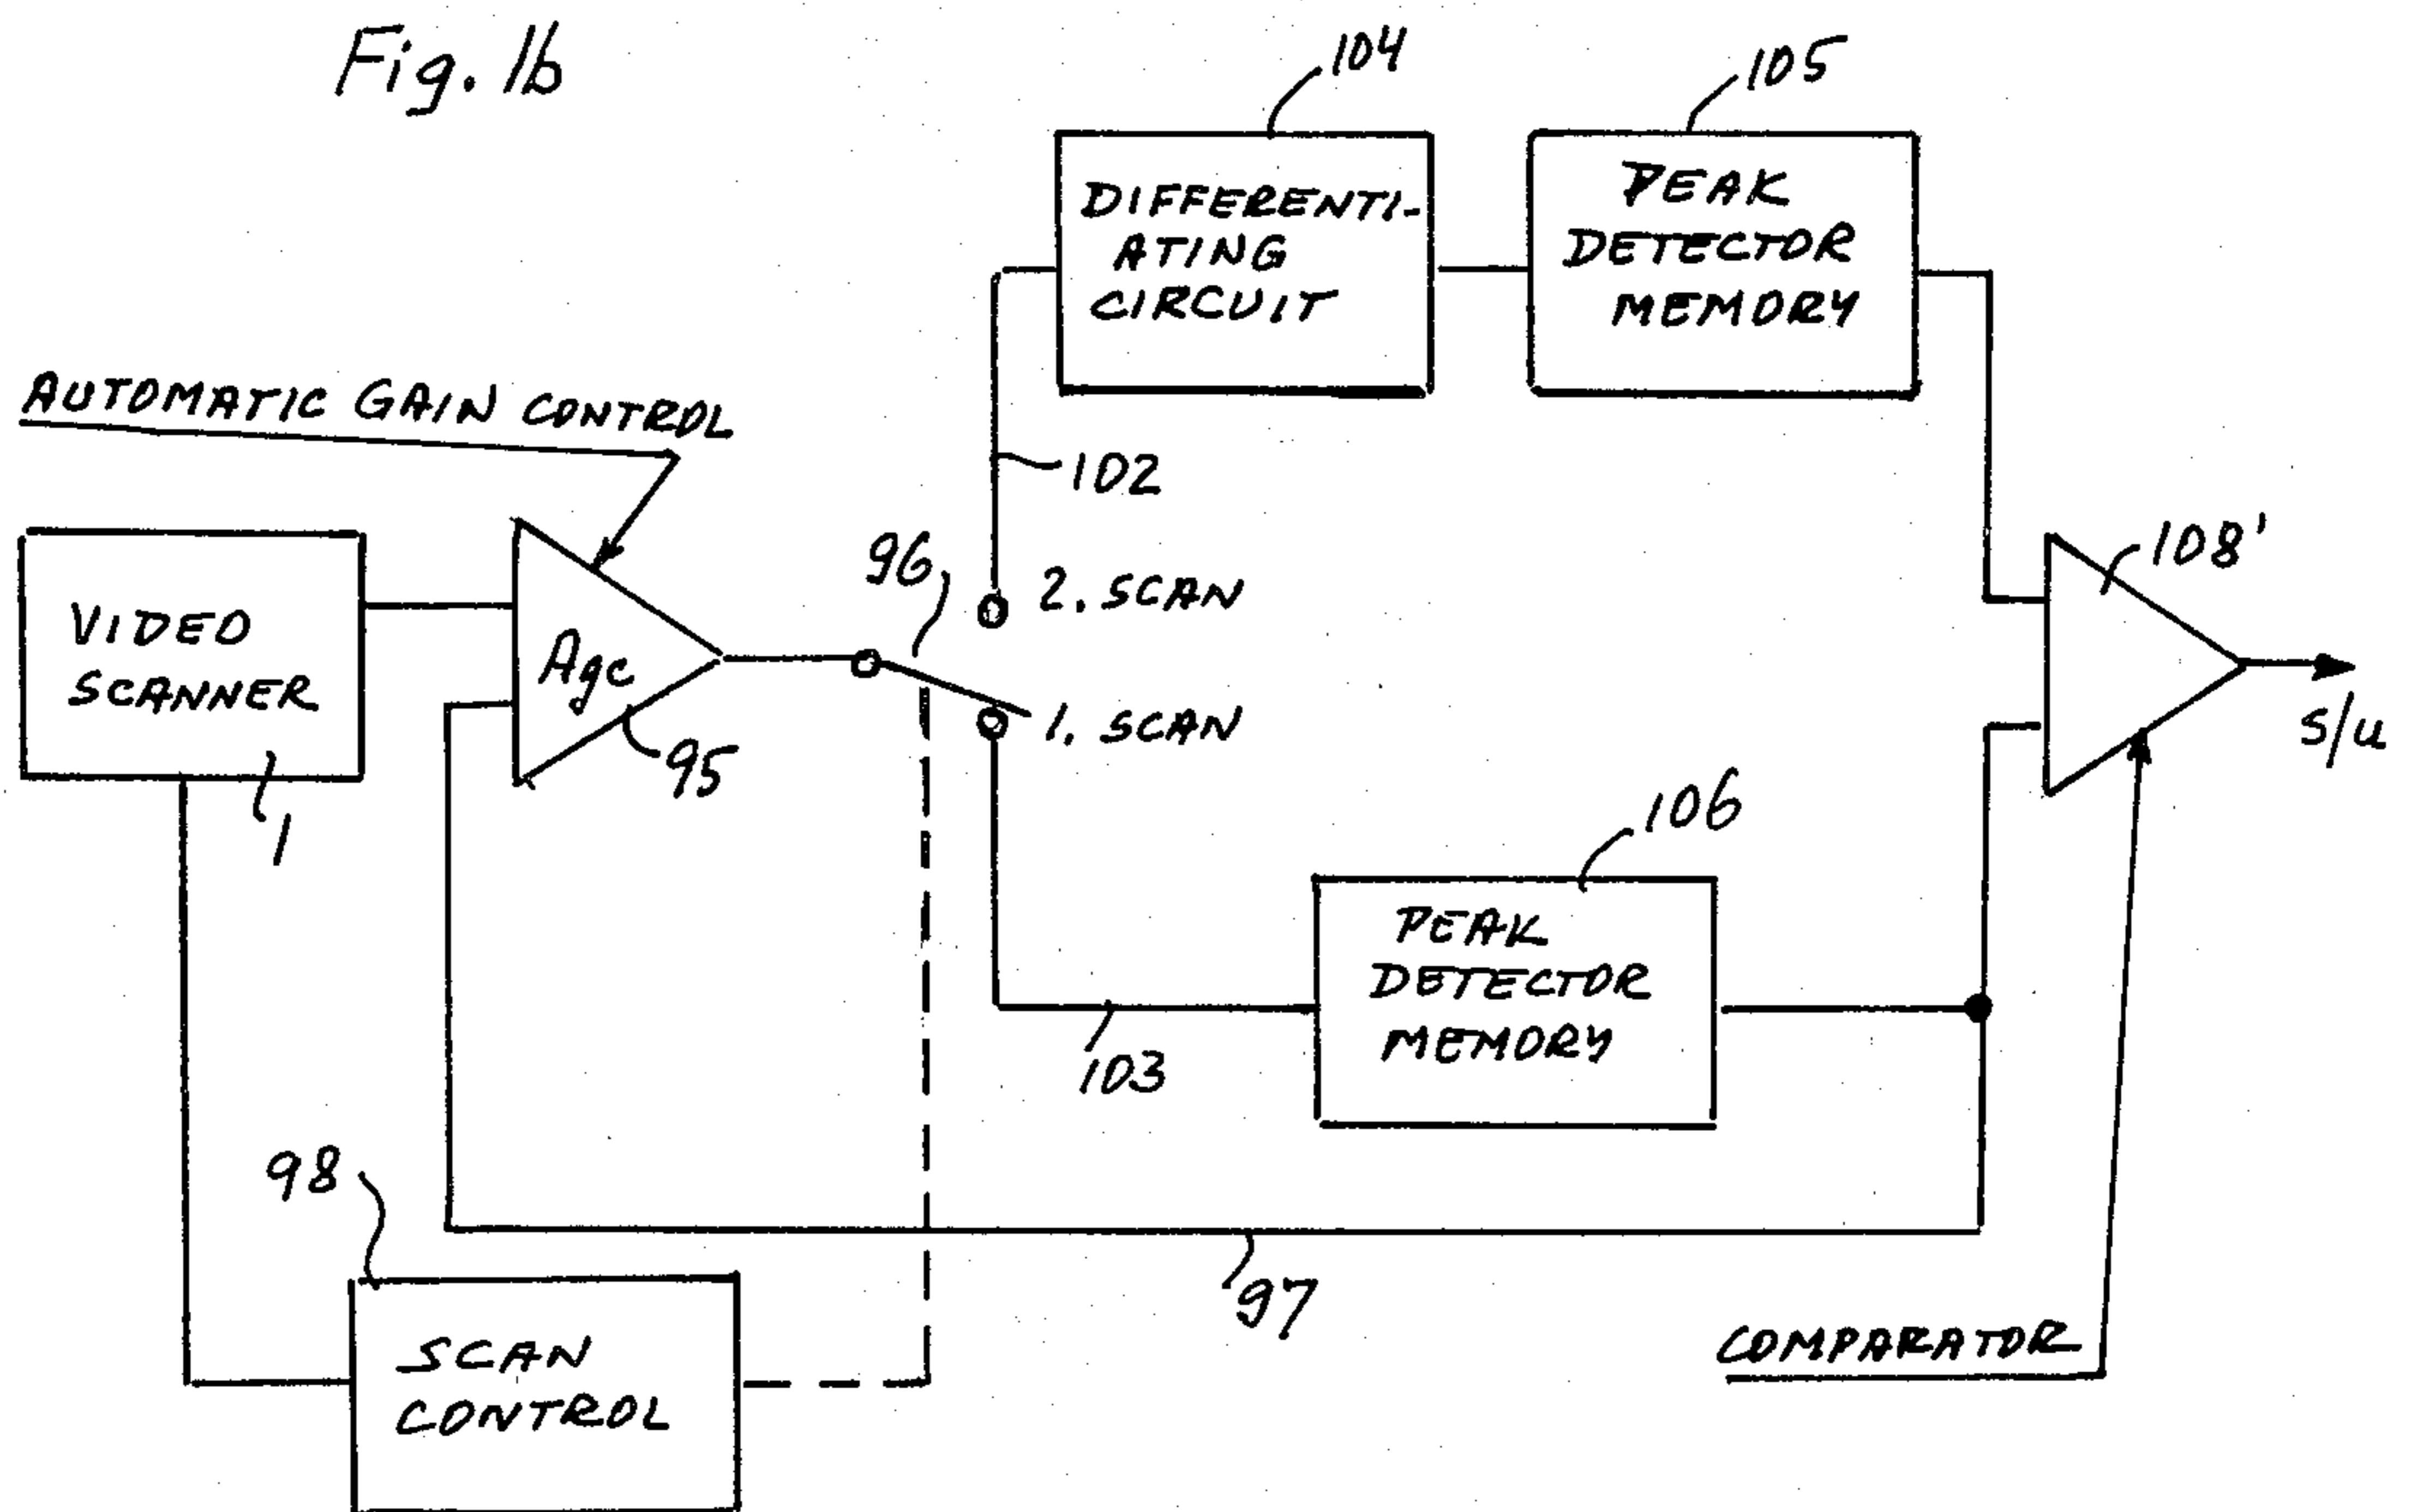 Fig. 1b
104
105
DIFFERENTI-
ATING
CIRCUIT
PEAK
DETECTOR
MEMORY
AUTOMATIC GAIN CONTROL
102
96
2. SCAN
108'
VIDEO
SCANNER
Agc
1. SCAN
s/u
95
1
106
PEAK
DETECTOR
MEMORY
103
98
97
SCAN
CONTROL
COMPARATOR